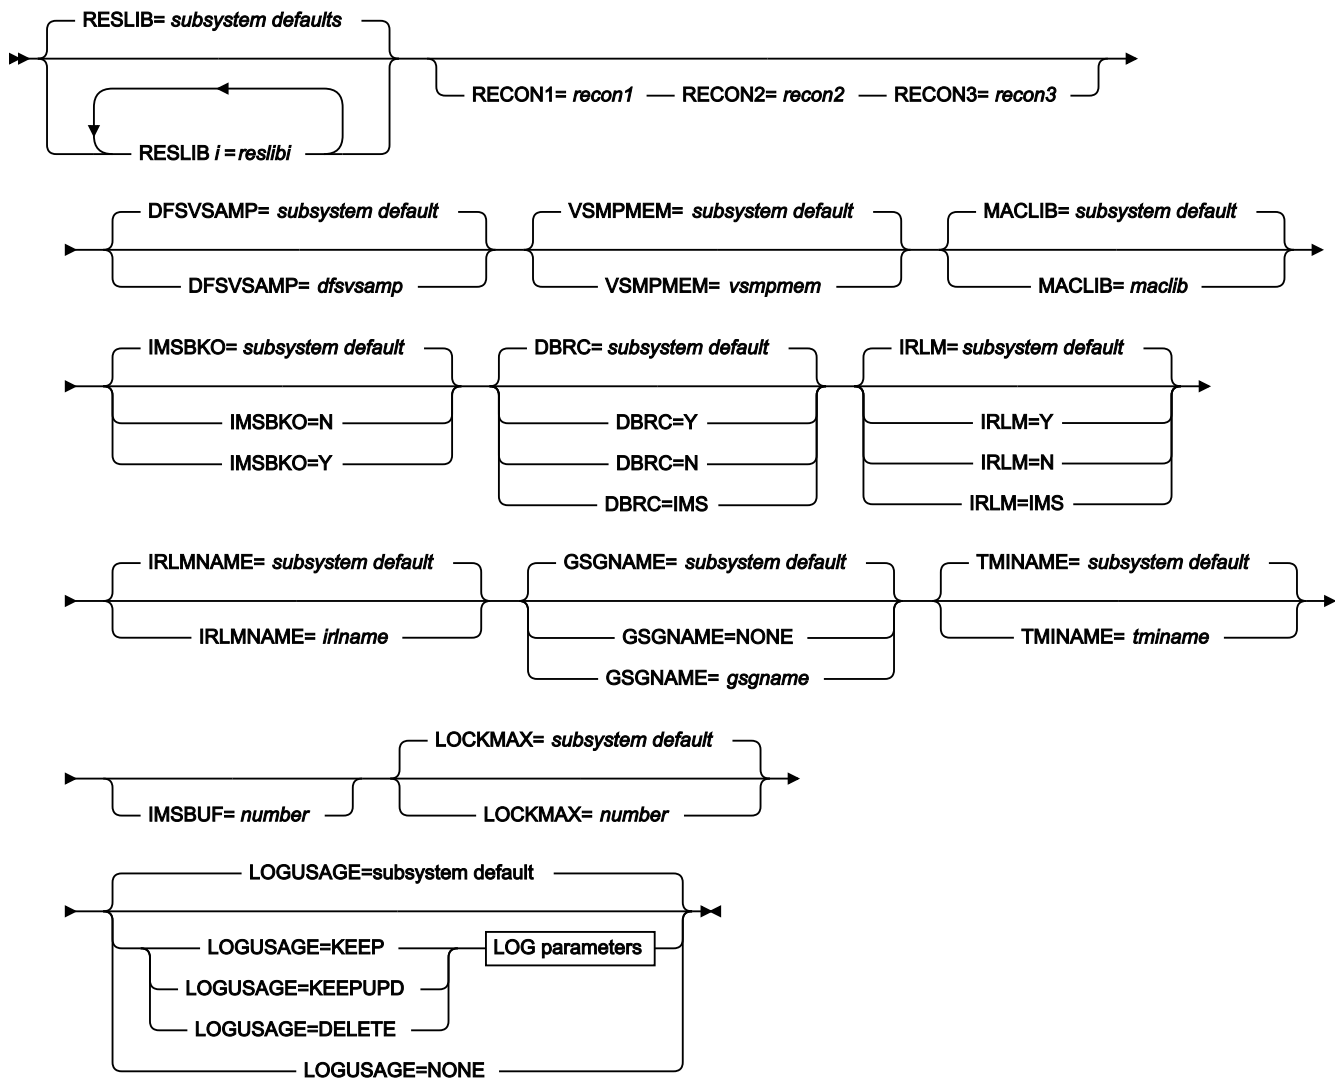 RESLIB= subsystem defaults
RECON1= recon1 RECON2= recon2 RECON3= recon3
RESLIB i =reslibi
DFSVSAMP= subsystem default VSMPMEM= subsystem default MACLIB= subsystem default
DFSVSAMP= dfsvsamp VSMPMEM= vsmpmem MACLIB= maclib
IMSBKO= subsystem default DBRC= subsystem default IRLM= subsystem default
IMSBKO=N DBRC=Y IRLM=Y
IMSBKO=Y DBRC=N IRLM=N
DBRC=IMS IRLM=IMS
IRLMNAME= subsystem default GSGNAME= subsystem default TMINAME= subsystem default
IRLMNAME= irlname GSGNAME=NONE TMINAME= tminame
GSGNAME= gsgname
LOCKMAX= subsystem default
IMSBUF= number LOCKMAX= number
LOGUSAGE=subsystem default
LOGUSAGE=KEEP LOG parameters
LOGUSAGE=KEEPUPD
LOGUSAGE=DELETE
LOGUSAGE=NONE